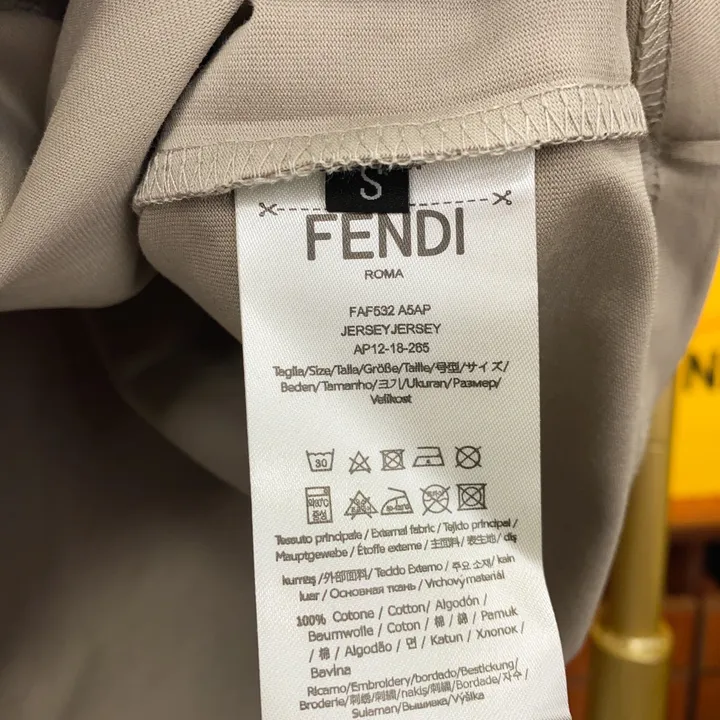 S
FENDI
ROMA
FAF532 A5AP
JERSEYJERSEY
AP12-18-265
Taglia/Size/Talla/Größe/Taille/号型/サイズ/
Beden/Tamanho/크기/Ukuran/Размер/
Velikost
30
Tessuto principale / External fabric / Tejido principal /
Hauptgewebe / Étoffe externe / 主面料 / 表生地 / dış
kumaş /外部面料/ Tecido Externo / 주요 소재/ kain
luar / Основная ткань / Vrchový materiál
100% Cotone / Cotton/ Algodón /
Baumwolle / Coton / 棉 / 綿 / Pamuk
/ 棉 / Algodão / 면 / Katun / Хлопок /
Bavlna
Ricamo/Embroidery/bordado/Bestickung/
Broderie/刺绣/刺繍/nakış/刺繡/Bordado/자수/
Sulaman/Вышивка/Výšivka
N